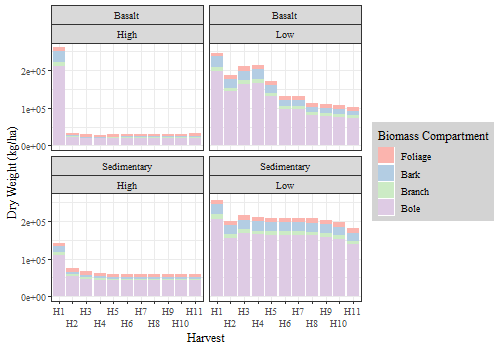 Basalt
Basalt
High
Low
2e+05
1e+05
0e+00
Sedimentary
Sedimentary
High
Low
2e+05
1e+05
0e+00
Dry Weight (kg/ha)
H1 H3 H5 H7 H9 H11 H1 H3 H5 H7 H9 H11
H2 H4 H6 H8 H10 H2 H4 H6 H8 H10
Harvest
Biomass Compartment
Foliage
Bark
Branch
Bole